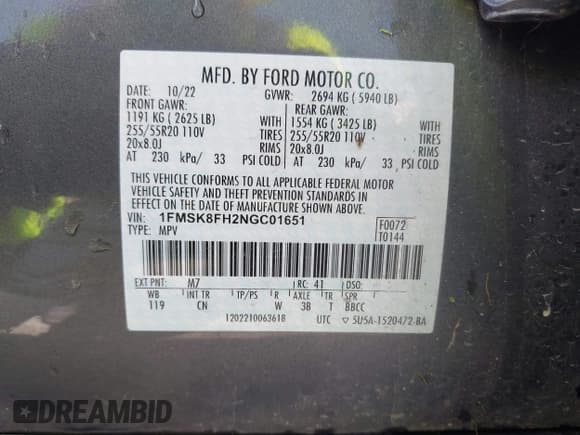 MFD. BY FORD MOTOR CO.
DATE: 10/22 GVWR: 2694 KG ( 5940 LB)
FRONT GAWR: REAR GAWR:
1191 KG ( 2625 LB) WITH 1554 KG ( 3425 LB) WITH
255/55R20 110V TIRES 255/55R20 110V TIRES
20x8.0J RIMS 20x8.0J RIMS
AT 230 kPa/ 33 PSI COLD AT 230 kPa/ 33 PSI COLD
THIS VEHICLE CONFORMS TO ALL APPLICABLE FEDERAL MOTOR
VEHICLE SAFETY AND THEFT PREVENTION STANDARDS IN
EFFECT ON THE DATE OF MANUFACTURE SHOWN ABOVE.
VIN: 1FMSK8FH2NGC01651 F0072
TYPE: MPV T0144
EXT PNT: M7 RC: 41 DSO:
WB INT TR TP/PS R AXLE TR SPR
119 CN W 3B T BBCC
1202210063618 UTC ▽ 5U5A-1520472-BA
DREAMBID